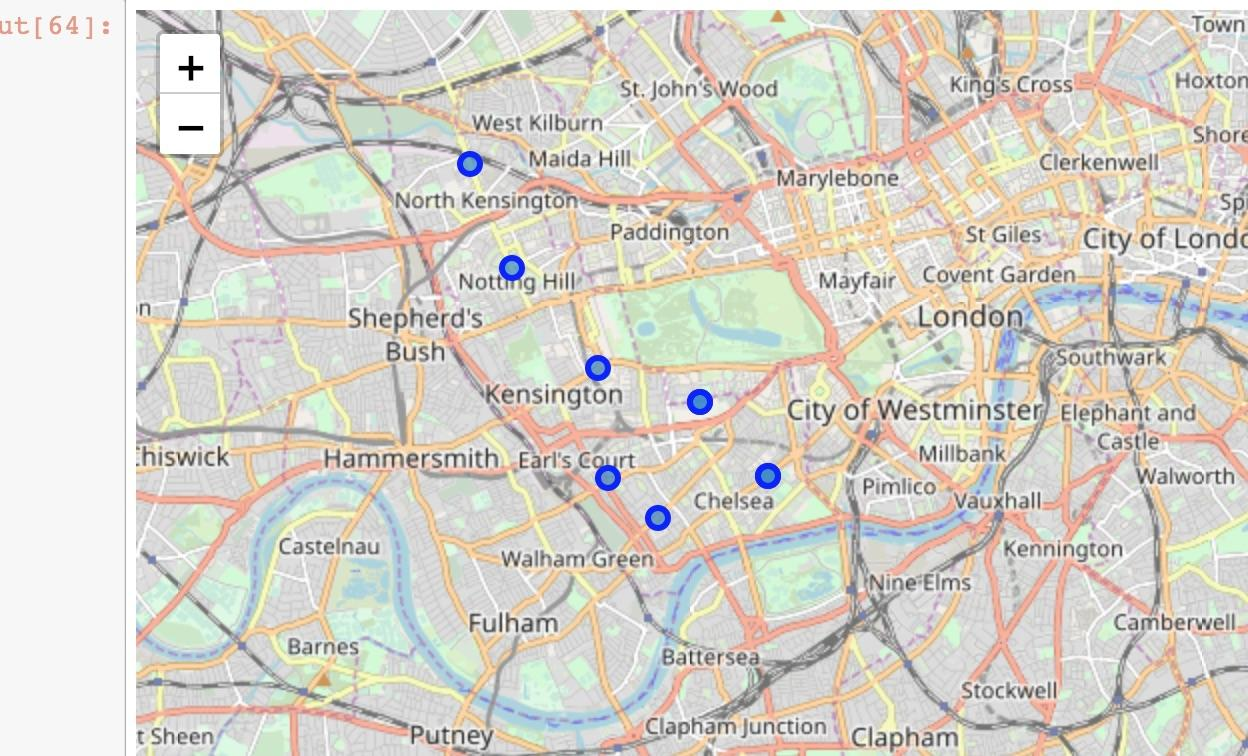 ut[64]:
+
−
Town
St. John's Wood
King's Cross
Hoxton
West Kilburn
Shore
Maida Hill
Clerkenwell
Marylebone
North Kensington
Sp
Paddington
St Giles
City of Londo
Notting Hill
Mayfair
Covent Garden
n
Shepherd's
Bush
London
Southwark
Kensington
City of Westminster
Elephant and
Castle
Chiswick
Hammersmith
Earl's Court
Millbank
Walworth
Chelsea
Pimlico
Vauxhall
Castelnau
Walham Green
Kennington
Nine Elms
Fulham
Camberwell
Barnes
Battersea
Stockwell
t Sheen
Putney
Clapham Junction
Clapham